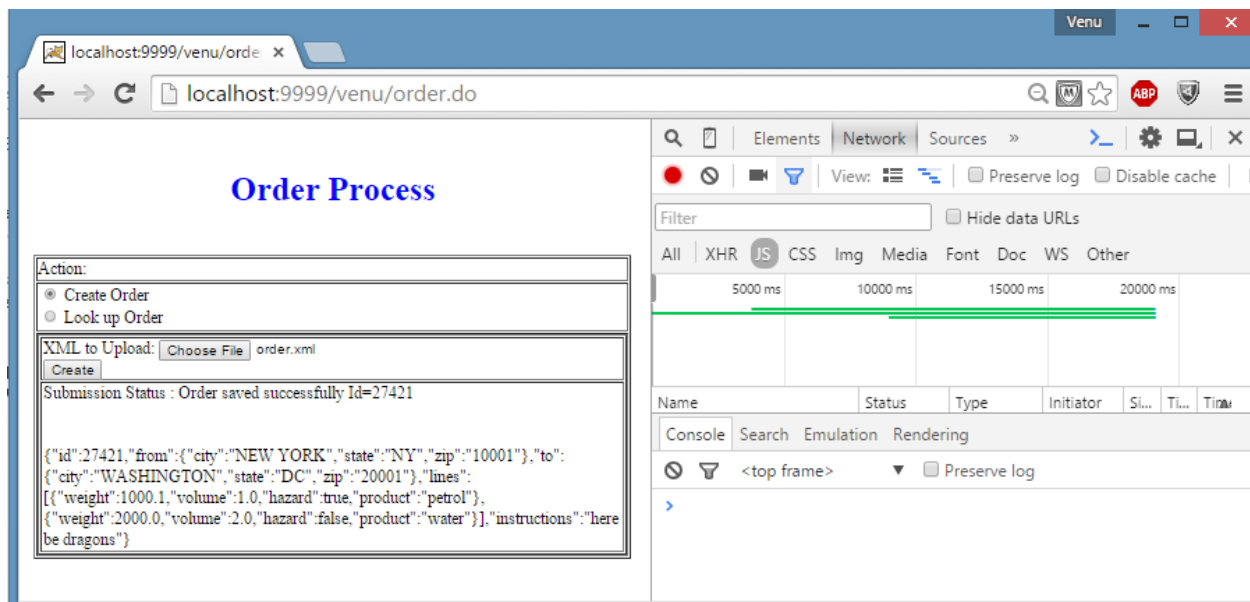 Venu
localhost:9999/venu/orde
localhost:9999/venu/order.do
ABP
Elements Network Sources »
View: Preserve log Disable cache
Order Process
Filter Hide data URLs
All XHR JS CSS Img Media Font Doc WS Other
5000 ms 10000 ms 15000 ms 20000 ms
Action:
Create Order
Look up Order
XML to Upload: Choose File order.xml
Create
Submission Status : Order saved successfully Id=27421
{"id":27421,"from":{"city":"NEW YORK","state":"NY","zip":"10001"},"to":
{"city":"WASHINGTON","state":"DC","zip":"20001"},"lines":
[{"weight":1000.1,"volume":1.0,"hazard":true,"product":"petrol"},
{"weight":2000.0,"volume":2.0,"hazard":false,"product":"water"}],"instructions":"here
be dragons"}
Name Status Type Initiator Si... Ti...
Console Search Emulation Rendering
<top frame> ▼ Preserve log
>